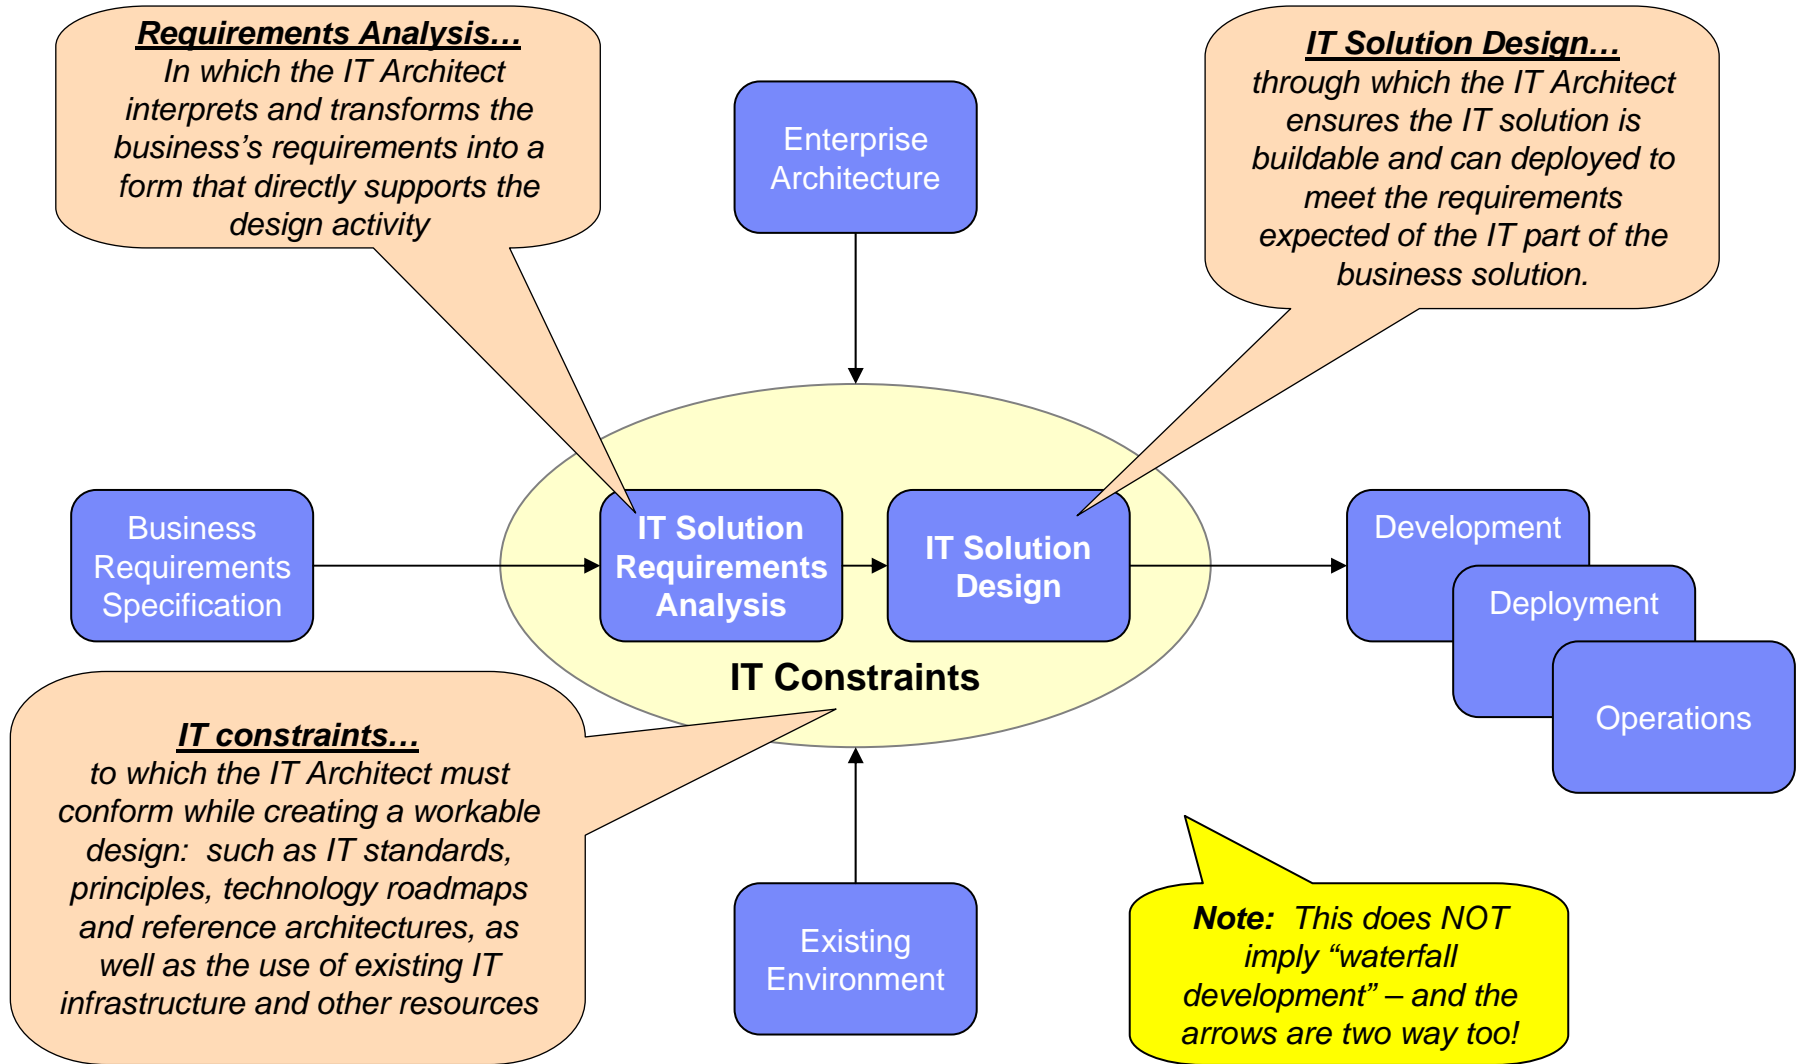 Requirements Analysis…
In which the IT Architect
interprets and transforms the
business’s requirements into a
form that directly supports the
design activity
Enterprise
Architecture
IT Solution Design…
through which the IT Architect
ensures the IT solution is
buildable and can deployed to
meet the requirements
expected of the IT part of the
business solution.
Business
Requirements
Specification
IT Solution
Requirements
Analysis
IT Solution
Design
Development
Deployment
Operations
IT Constraints
IT constraints…
to which the IT Architect must
conform while creating a workable
design:  such as IT standards,
principles, technology roadmaps
and reference architectures, as
well as the use of existing IT
infrastructure and other resources
Existing
Environment
Note:  This does NOT
imply “waterfall
development” – and the
arrows are two way too!